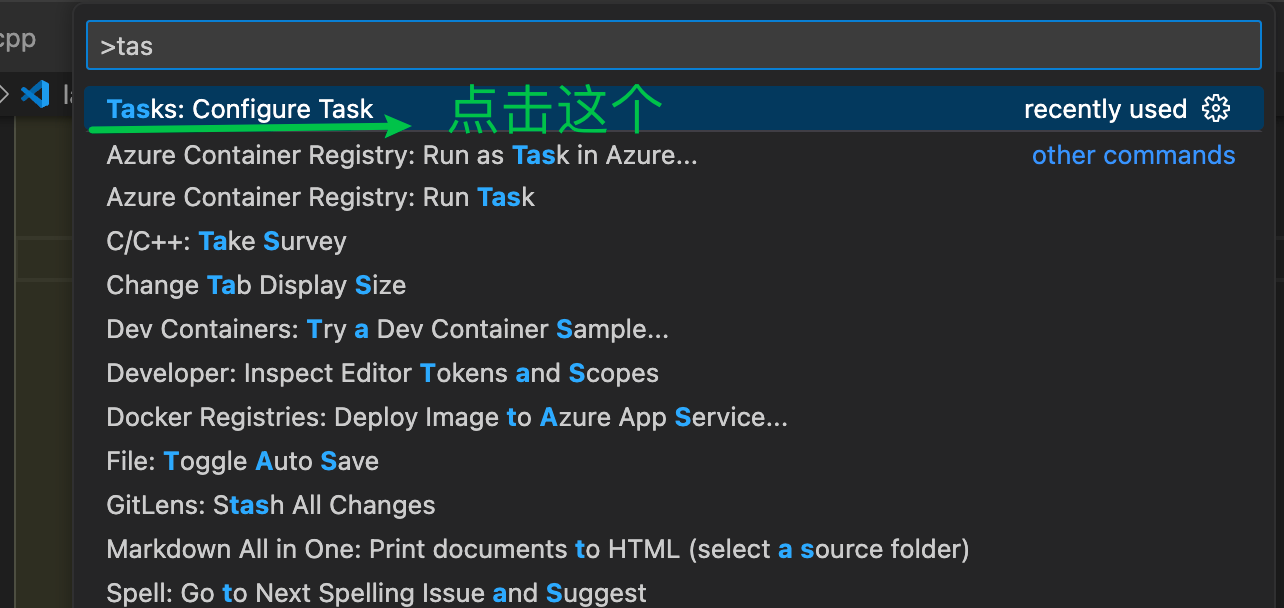 cpp
>tas
Tasks: Configure Task 点击这个 recently used
Azure Container Registry: Run as Task in Azure... other commands
Azure Container Registry: Run Task
C/C++: Take Survey
Change Tab Display Size
Dev Containers: Try a Dev Container Sample...
Developer: Inspect Editor Tokens and Scopes
Docker Registries: Deploy Image to Azure App Service...
File: Toggle Auto Save
GitLens: Stash All Changes
Markdown All in One: Print documents to HTML (select a source folder)
Spell: Go to Next Spelling Issue and Suggest